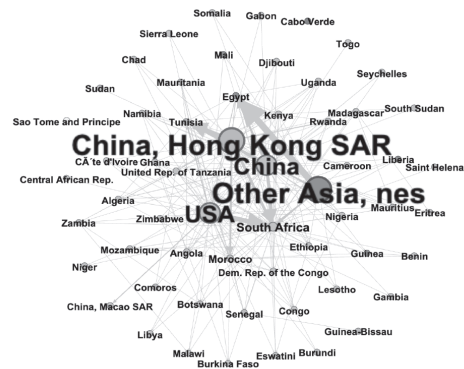 Somalia
Gabon
Cabo Verde
Sierra Leone
Togo
Mali
Chad
Djibouti
Seychelles
Mauritania
Uganda
Sudan
Egypt
Namibia
Kenya
Madagascar
South Sudan
Sao Tome and Principe
Tunisia
Rwanda
China, Hong Kong SAR
CÃ´te d'Ivoire
Ghana
Liberia
China
Cameroon
Saint Helena
United Rep. of Tanzania
Central African Rep.
Other Asia, nes
Algeria
Mauritius
Eritrea
USA
Nigeria
Zimbabwe
Zambia
South Africa
Mozambique
Angola
Ethiopia
Guinea
Benin
Morocco
Niger
Dem. Rep. of the Congo
Comoros
Lesotho
Gambia
China, Macao SAR
Botswana
Senegal
Congo
Libya
Guinea-Bissau
Malawi
Eswatini
Burundi
Burkina Faso